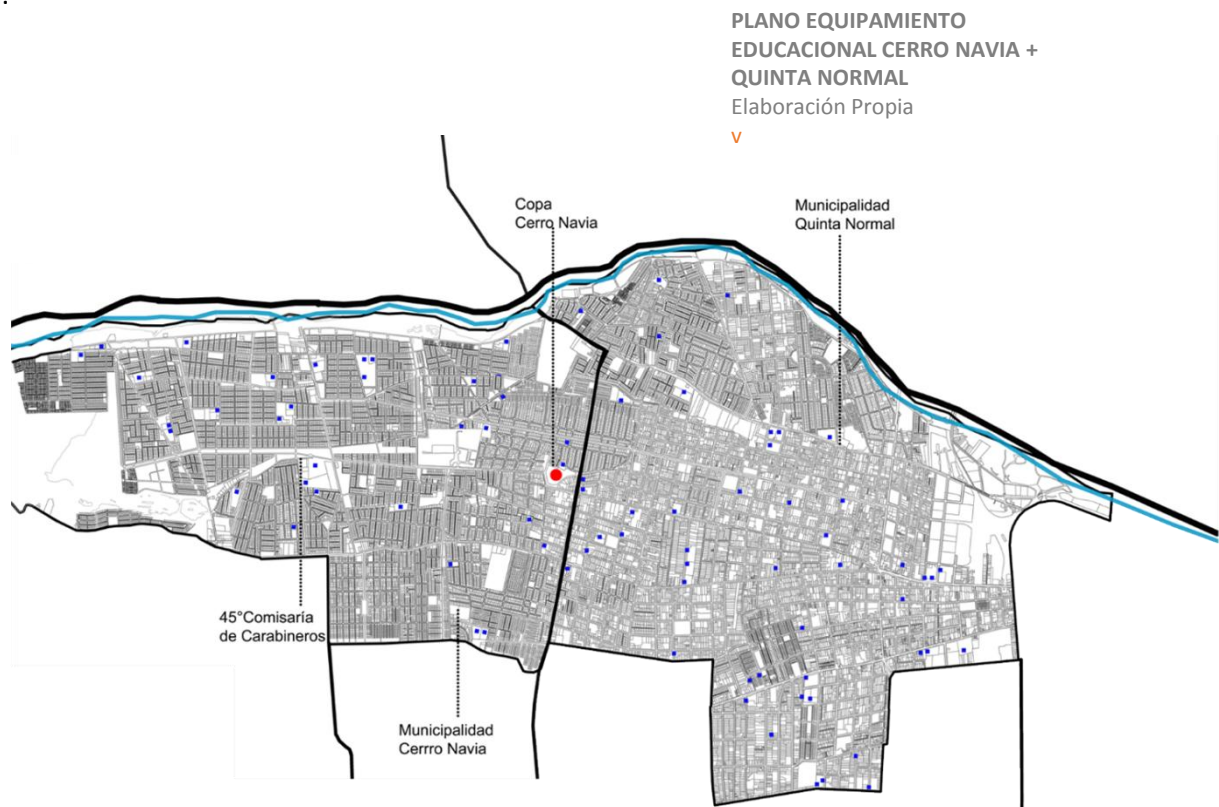 .
PLANO EQUIPAMIENTO
EDUCACIONAL CERRO NAVIA +
QUINTA NORMAL
Elaboración Propia
v
Copa
Cerro Navia
Municipalidad
Quinta Normal
45°Comisaría
de Carabineros
Municipalidad
Cerrro Navia